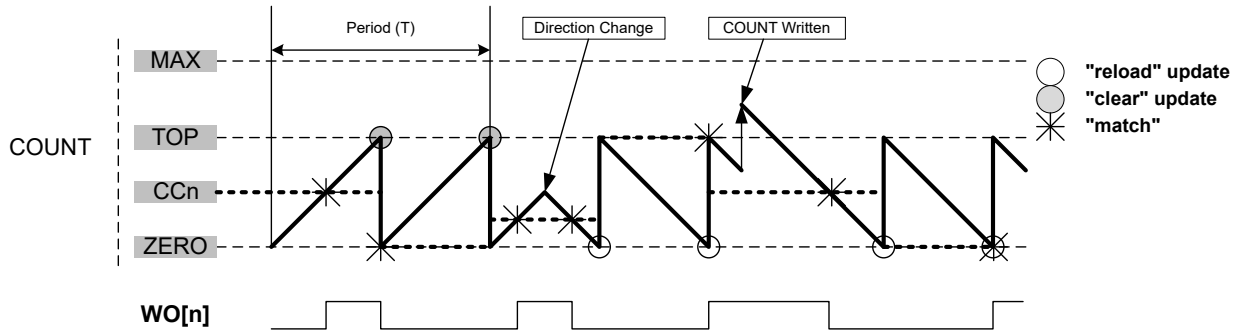 Period (T)
Direction Change
COUNT Written
MAX
"reload" update
"clear" update
"match"
TOP
COUNT
CCn
ZERO
WO[n]